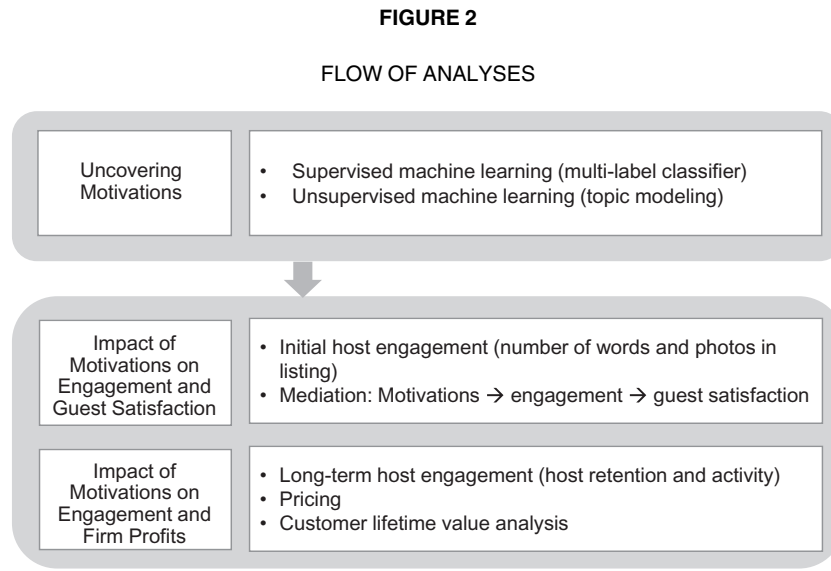 FIGURE 2
FLOW OF ANALYSES
Uncovering
Motivations
• Supervised machine learning (multi-label classifier)
• Unsupervised machine learning (topic modeling)
Impact of
Motivations on
Engagement and
Guest Satisfaction
• Initial host engagement (number of words and photos in
listing)
• Mediation: Motivations → engagement → guest satisfaction
Impact of
Motivations on
Engagement and
Firm Profits
• Long-term host engagement (host retention and activity)
• Pricing
• Customer lifetime value analysis